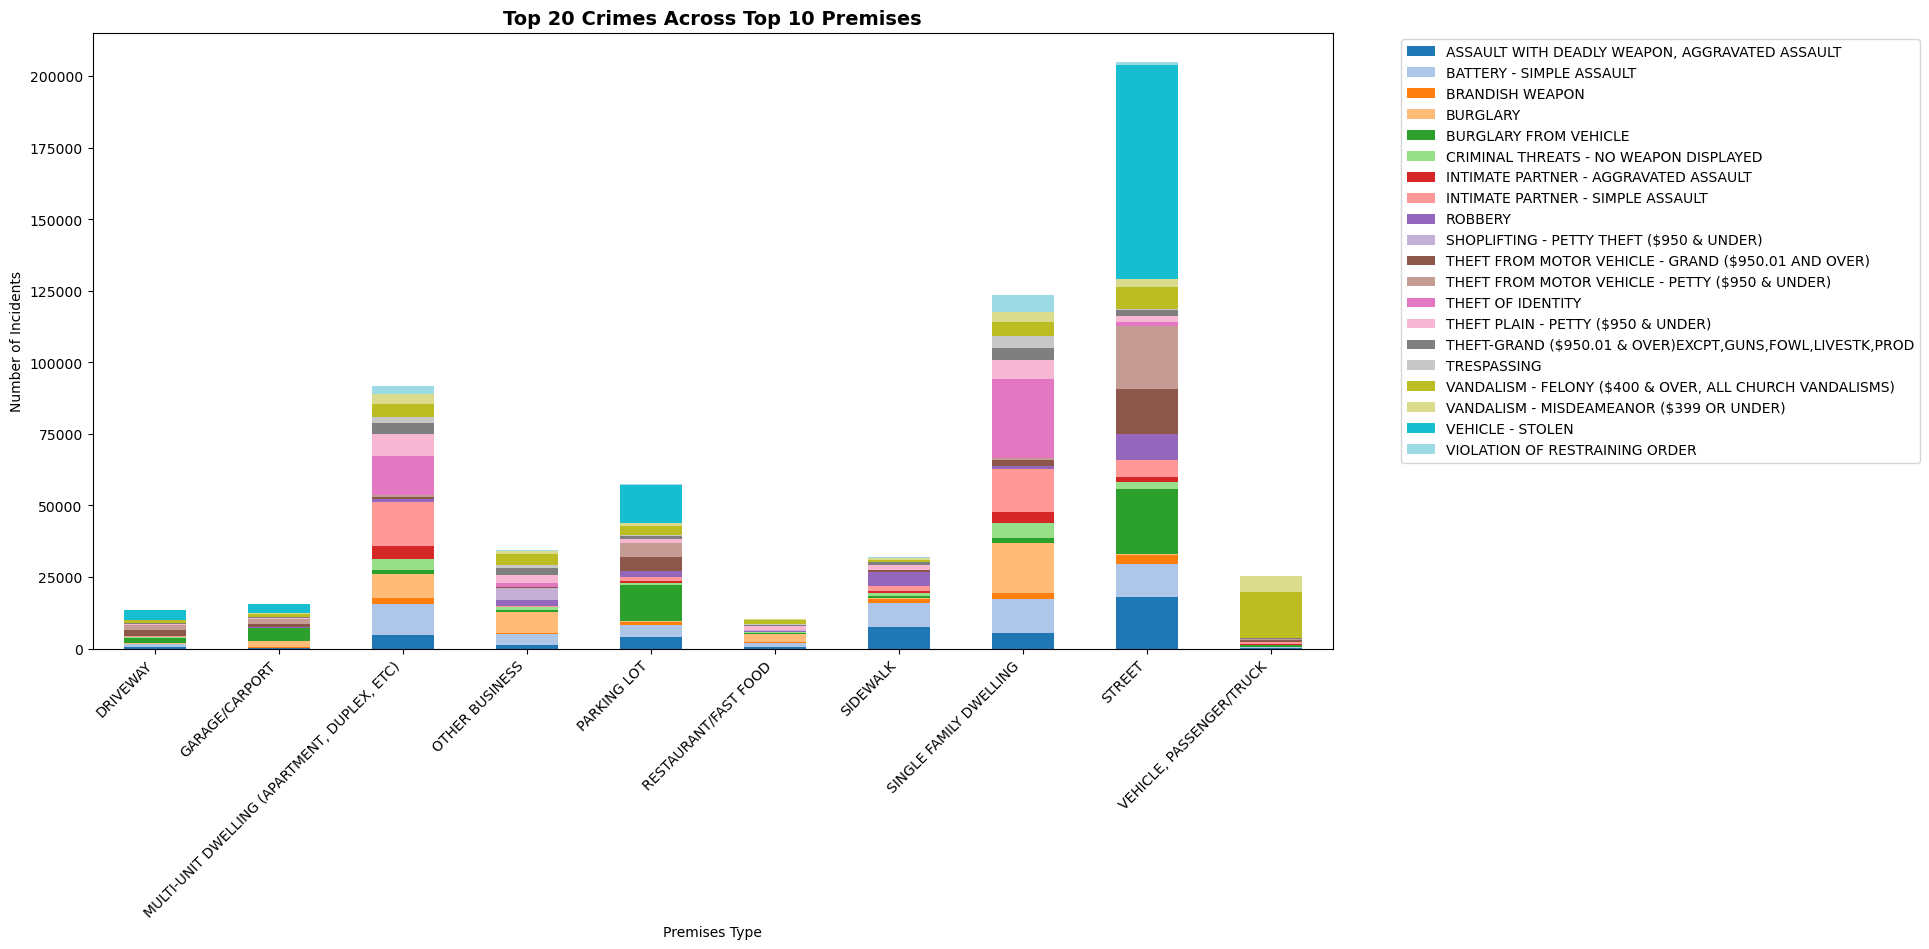 Top 20 Crimes Across Top 10 Premises
Number of Incidents
200000
175000
150000
125000
100000
75000
50000
25000
0
DRIVEWAY
GARAGE/CARPORT
MULTI-UNIT DWELLING (APARTMENT, DUPLEX, ETC)
OTHER BUSINESS
PARKING LOT
RESTAURANT/FAST FOOD
SIDEWALK
SINGLE FAMILY DWELLING
STREET
VEHICLE, PASSENGER/TRUCK
Premises Type
ASSAULT WITH DEADLY WEAPON, AGGRAVATED ASSAULT
BATTERY - SIMPLE ASSAULT
BRANDISH WEAPON
BURGLARY
BURGLARY FROM VEHICLE
CRIMINAL THREATS - NO WEAPON DISPLAYED
INTIMATE PARTNER - AGGRAVATED ASSAULT
INTIMATE PARTNER - SIMPLE ASSAULT
ROBBERY
SHOPLIFTING - PETTY THEFT ($950 & UNDER)
THEFT FROM MOTOR VEHICLE - GRAND ($950.01 AND OVER)
THEFT FROM MOTOR VEHICLE - PETTY ($950 & UNDER)
THEFT OF IDENTITY
THEFT PLAIN - PETTY ($950 & UNDER)
THEFT-GRAND ($950.01 & OVER)EXCPT,GUNS,FOWL,LIVESTK,PROD
TRESPASSING
VANDALISM - FELONY ($400 & OVER, ALL CHURCH VANDALISMS)
VANDALISM - MISDEAMEANOR ($399 OR UNDER)
VEHICLE - STOLEN
VIOLATION OF RESTRAINING ORDER